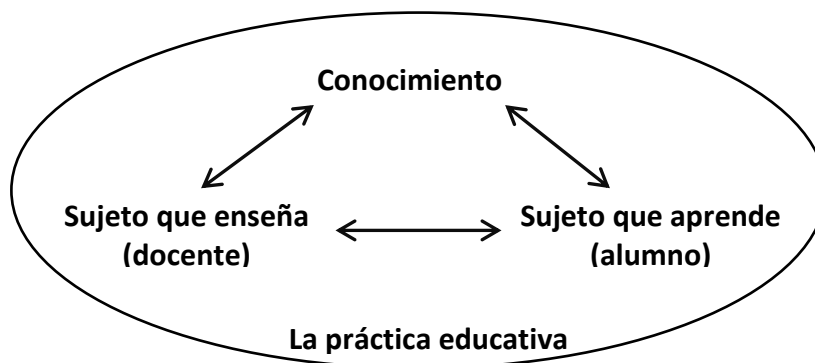 Conocimiento
Sujeto que enseña
(docente)
Sujeto que aprende
(alumno)
La práctica educativa